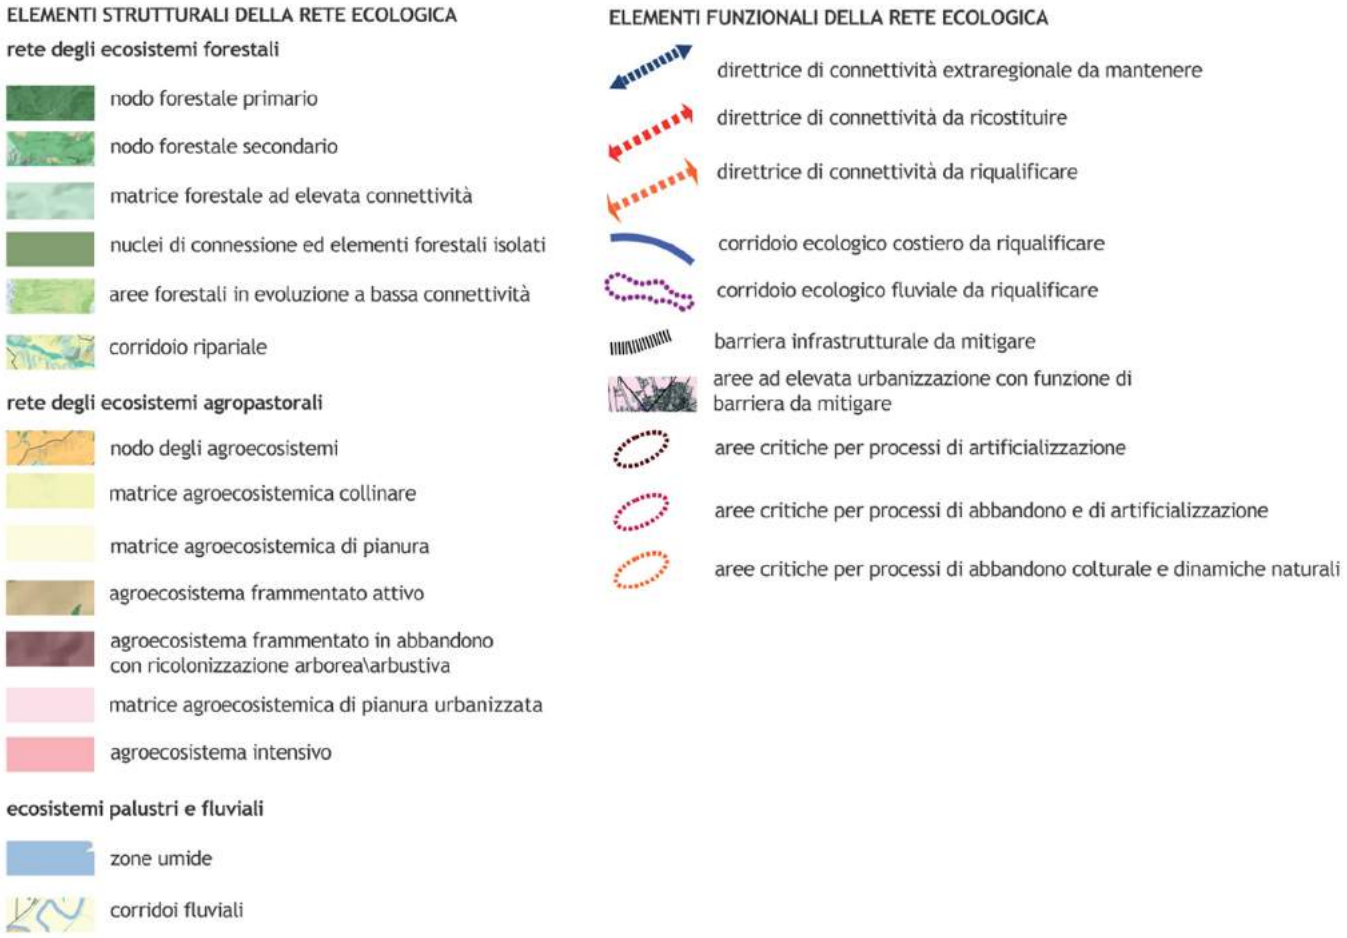 ELEMENTI STRUTTURALI DELLA RETE ECOLOGICA
rete degli ecosistemi forestali
nodo forestale primario
nodo forestale secondario
matrice forestale ad elevata connettività
nuclei di connessione ed elementi forestali isolati
aree forestali in evoluzione a bassa connettività
corridoio ripariale
rete degli ecosistemi agropastorali
nodo degli agroecosistemi
matrice agroecosistemica collinare
matrice agroecosistemica di pianura
agroecosistema frammentato attivo
agroecosistema frammentato in abbandono
con ricolonizzazione arborea\arbustiva
matrice agroecosistemica di pianura urbanizzata
agroecosistema intensivo
ecosistemi palustri e fluviali
zone umide
corridoi fluviali
ELEMENTI FUNZIONALI DELLA RETE ECOLOGICA
direttrice di connettività extraregionale da mantenere
direttrice di connettività da ricostituire
direttrice di connettività da riqualificare
corridoio ecologico costiero da riqualificare
corridoio ecologico fluviale da riqualificare
barriera infrastrutturale da mitigare
aree ad elevata urbanizzazione con funzione di
barriera da mitigare
aree critiche per processi di artificializzazione
aree critiche per processi di abbandono e di artificializzazione
aree critiche per processi di abbandono colturale e dinamiche naturali